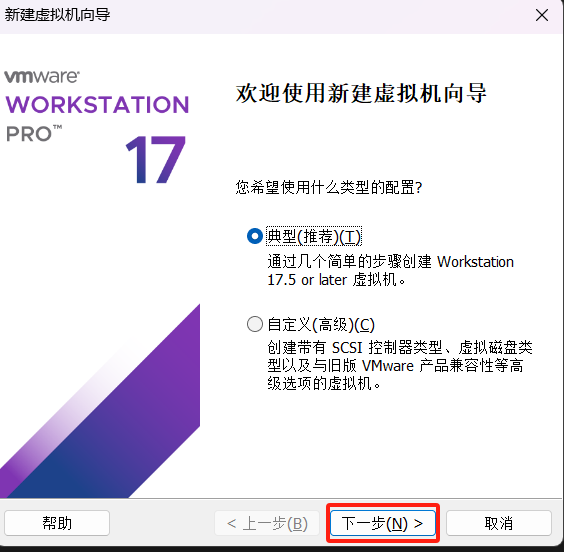 新建虚拟机向导
vmware®
WORKSTATION
PRO™
17
欢迎使用新建虚拟机向导
您希望使用什么类型的配置?
典型(推荐)(T)
通过几个简单的步骤创建 Workstation
17.5 or later 虚拟机。
自定义(高级)(C)
创建带有 SCSI 控制器类型、虚拟磁盘类
型以及与旧版 VMware 产品兼容性等高
级选项的虚拟机。
帮助
< 上一步(B)
下一步(N) >
取消